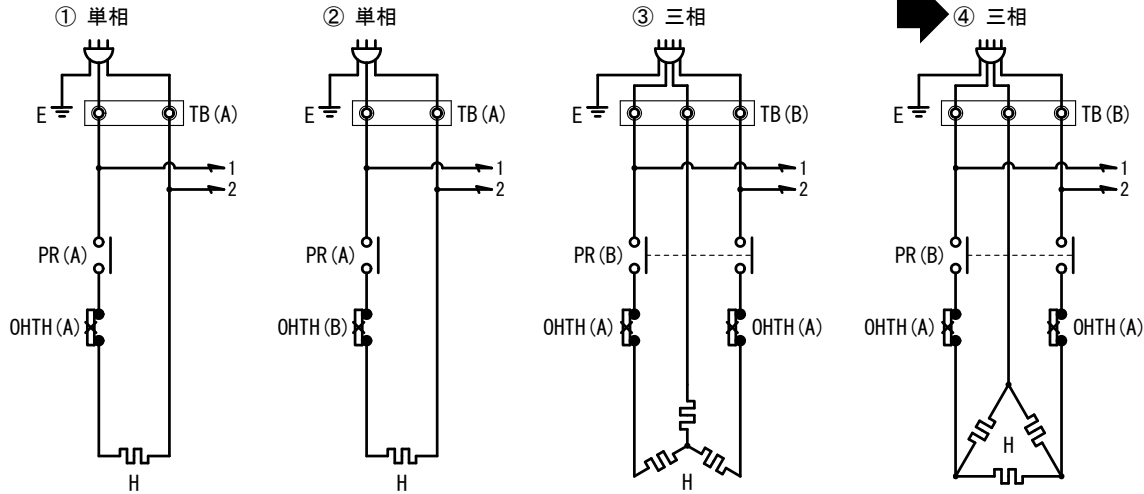 ① 単相
② 単相
③ 三相
④ 三相
E
TB(A)
E
TB(A)
E
TB(B)
E
TB(B)
1
1
1
1
2
2
2
2
PR(A)
PR(A)
PR(B)
PR(B)
OHTH(A)
OHTH(B)
OHTH(A)
OHTH(A)
OHTH(A)
OHTH(A)
H
H
H
H